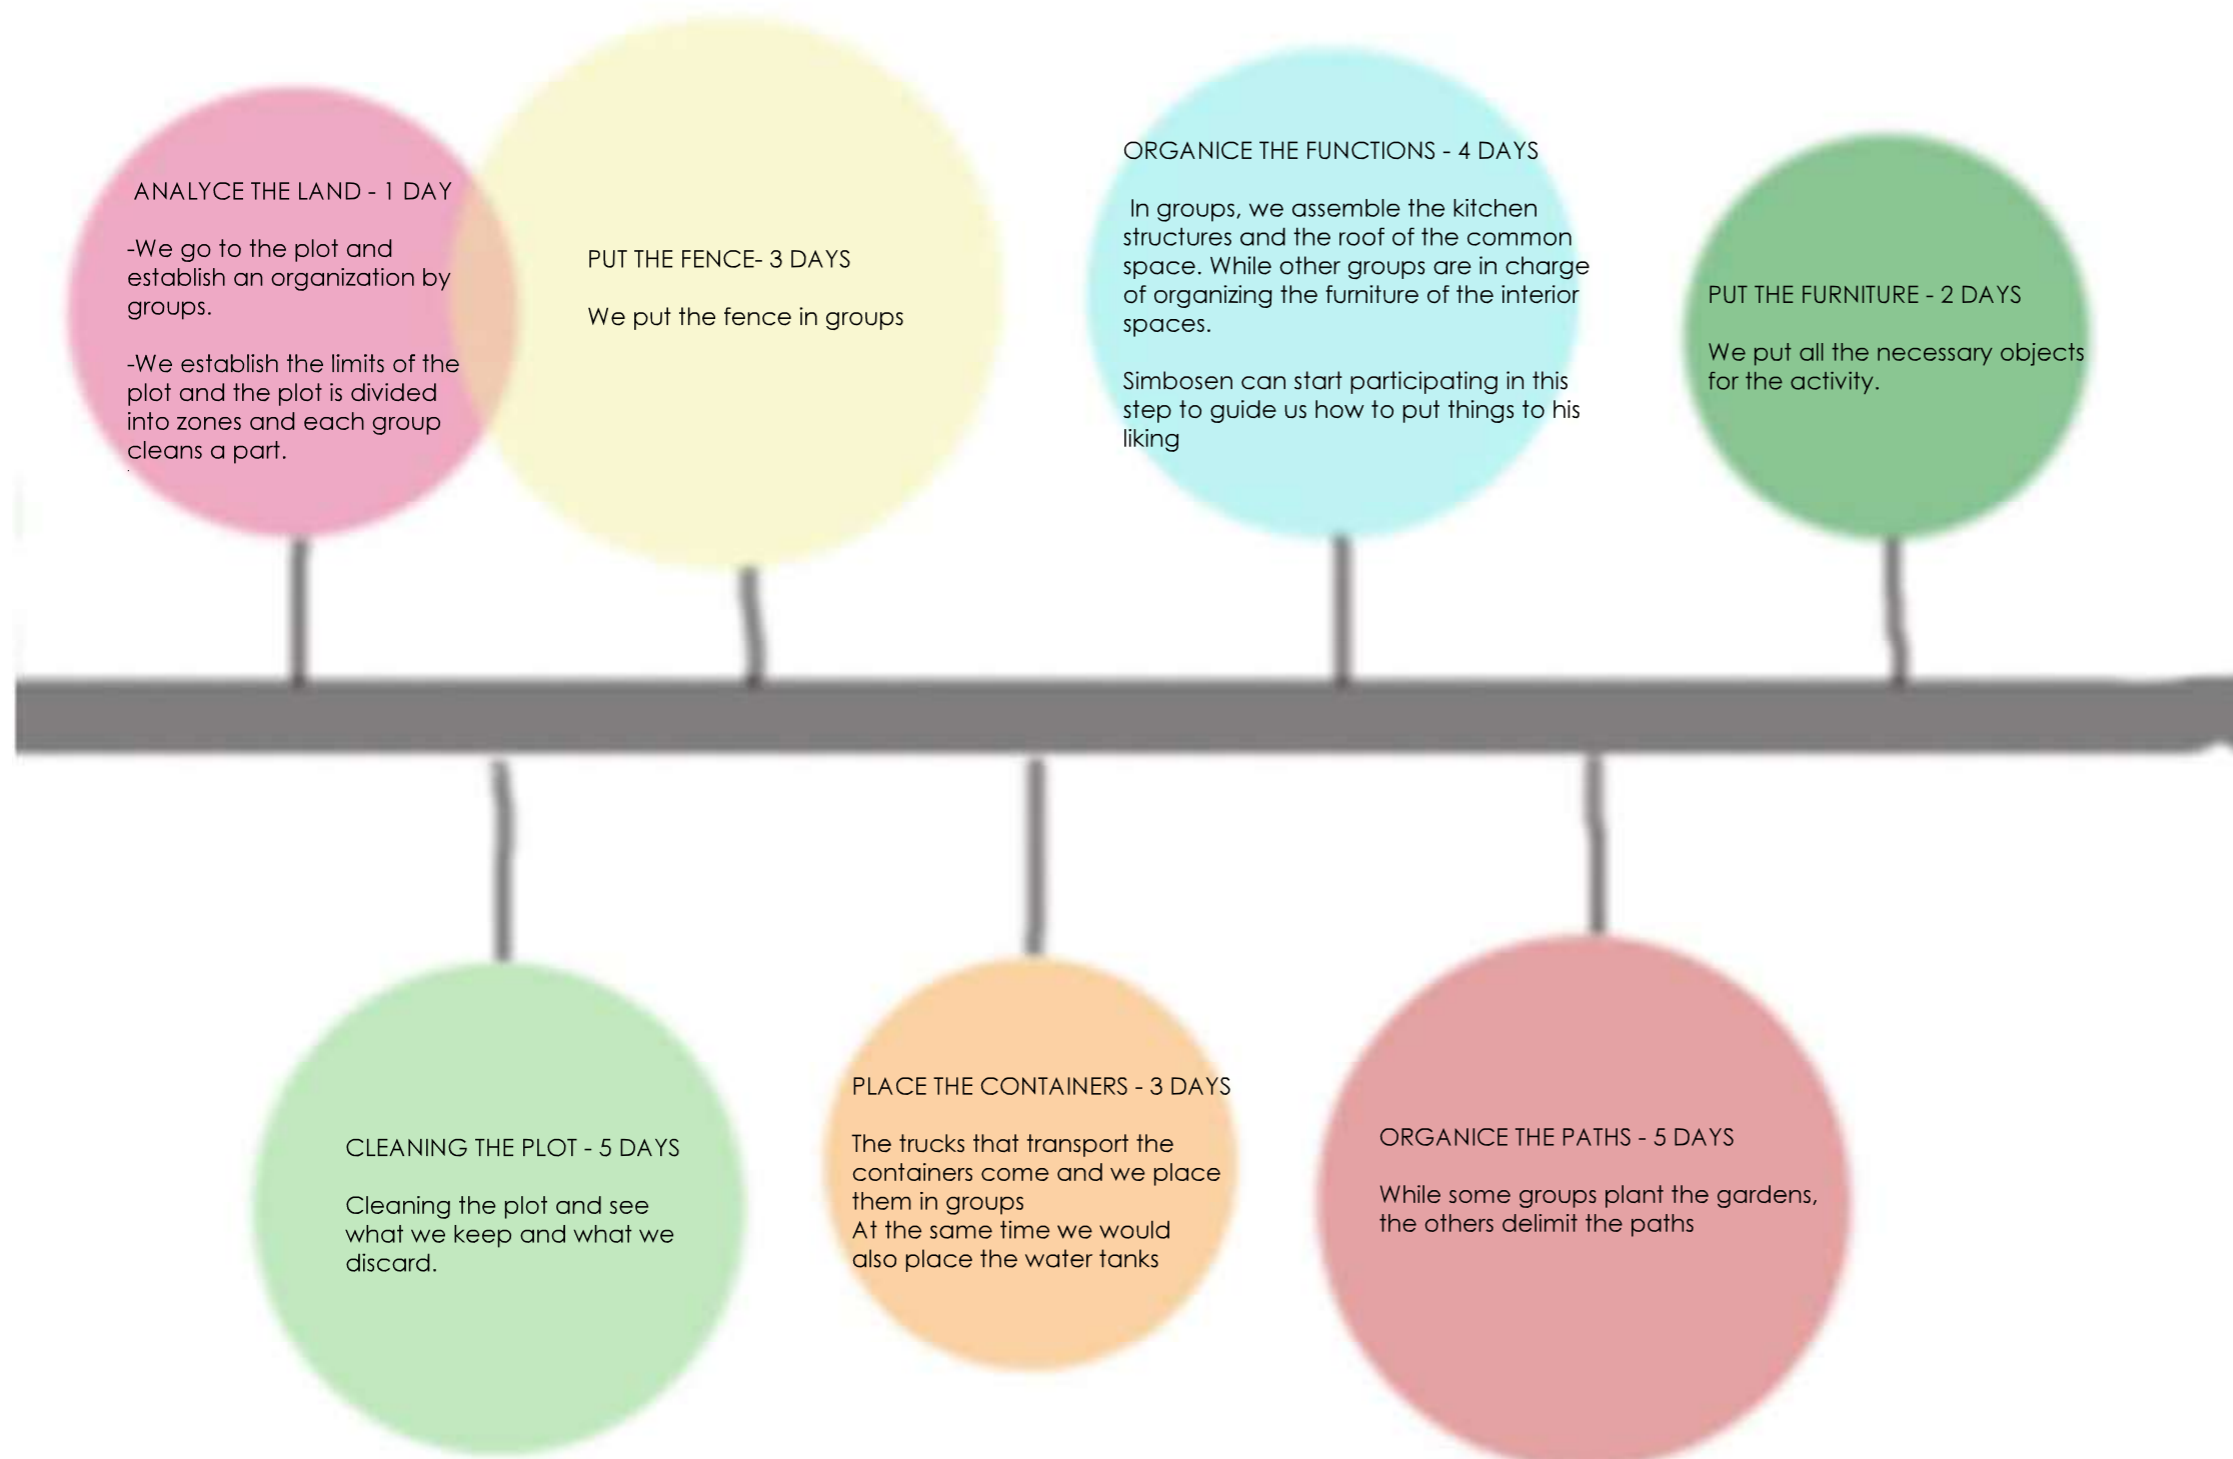 ANALYCE THE LAND - 1 DAY
-We go to the plot and
establish an organization by
groups.
-We establish the limits of the
plot and the plot is divided
into zones and each group
cleans a part.
.
PUT THE FENCE- 3 DAYS
We put the fence in groups
ORGANICE THE FUNCTIONS - 4 DAYS
In groups, we assemble the kitchen
structures and the roof of the common
space. While other groups are in charge
of organizing the furniture of the interior
spaces.
Simbosen can start participating in this
step to guide us how to put things to his
liking
PUT THE FURNITURE - 2 DAYS
We put all the necessary objects
for the activity.
CLEANING THE PLOT - 5 DAYS
Cleaning the plot and see
what we keep and what we
discard.
PLACE THE CONTAINERS - 3 DAYS
The trucks that transport the
containers come and we place
them in groups
At the same time we would
also place the water tanks
ORGANICE THE PATHS - 5 DAYS
While some groups plant the gardens,
the others delimit the paths